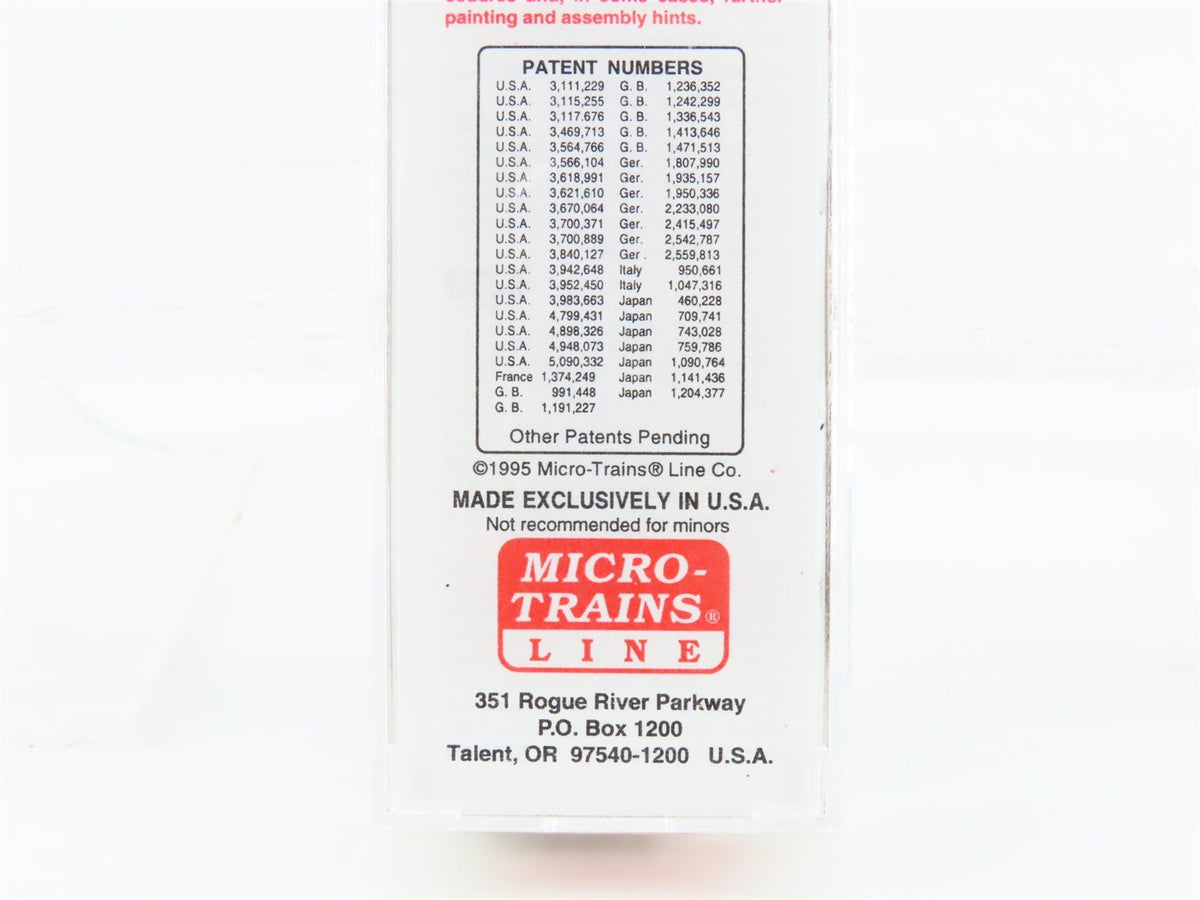 painting and assembly hints.
PATENT NUMBERS
U.S.A. 3,111,229 G. B. 1,236,352
U.S.A. 3,115,255 G. B. 1,242,299
U.S.A. 3,117.676 G. B. 1,336,543
U.S.A. 3,469,713 G. B. 1,413,646
U.S.A. 3,564,766 G. B. 1,471,513
U.S.A. 3,566,104 Ger. 1,807,990
U.S.A. 3,618,991 Ger. 1,935,157
U.S.A. 3,621,610 Ger. 1,950,336
U.S.A. 3,670,064 Ger. 2,233,080
U.S.A. 3,700,371 Ger. 2,415,497
U.S.A. 3,700,889 Ger. 2,542,787
U.S.A. 3,840,127 Ger . 2,559,813
U.S.A. 3,942,648 Italy 950,661
U.S.A. 3,952,450 Italy 1,047,316
U.S.A. 3,983,663 Japan 460,228
U.S.A. 4,799,431 Japan 709,741
U.S.A. 4,898,326 Japan 743,028
U.S.A. 4,948,073 Japan 759,786
U.S.A. 5,090,332 Japan 1,090,764
France 1,374,249 Japan 1,141,436
G. B. 991,448 Japan 1,204,377
G. B. 1,191,227
Other Patents Pending
©1995 Micro-Trains® Line Co.
MADE EXCLUSIVELY IN U.S.A.
Not recommended for minors
MICRO-
TRAINS®
LINE
351 Rogue River Parkway
P.O. Box 1200
Talent, OR 97540-1200 U.S.A.